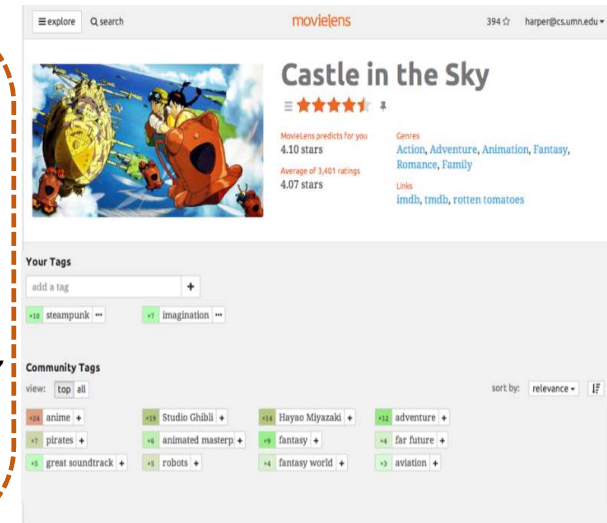 explore search movielens 394 harper@cs.umn.edu
Castle in the Sky
MovieLens predicts for you
4.10 stars
Average of 3,401 ratings
4.07 stars
Genres
Action, Adventure, Animation, Fantasy,
Romance, Family
Links
imdb, tmdb, rotten tomatoes
Your Tags
add a tag +
×10 steampunk ••• ×7 imagination •••
Community Tags
view: top all sort by: relevance
×24 anime + ×19 Studio Ghibli + ×14 Hayao Miyazaki + ×12 adventure +
×7 pirates + ×6 animated masterp + ×9 fantasy + ×4 far future +
×5 great soundtrack + ×5 robots + ×4 fantasy world + ×3 aviation +